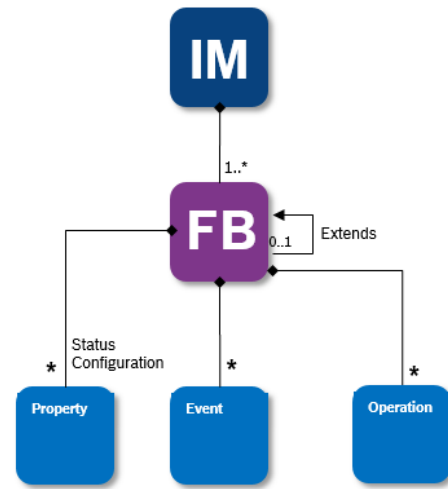 IM
1..*
FB
0..1
Extends
Status
Configuration
*
*
*
Property
Event
Operation